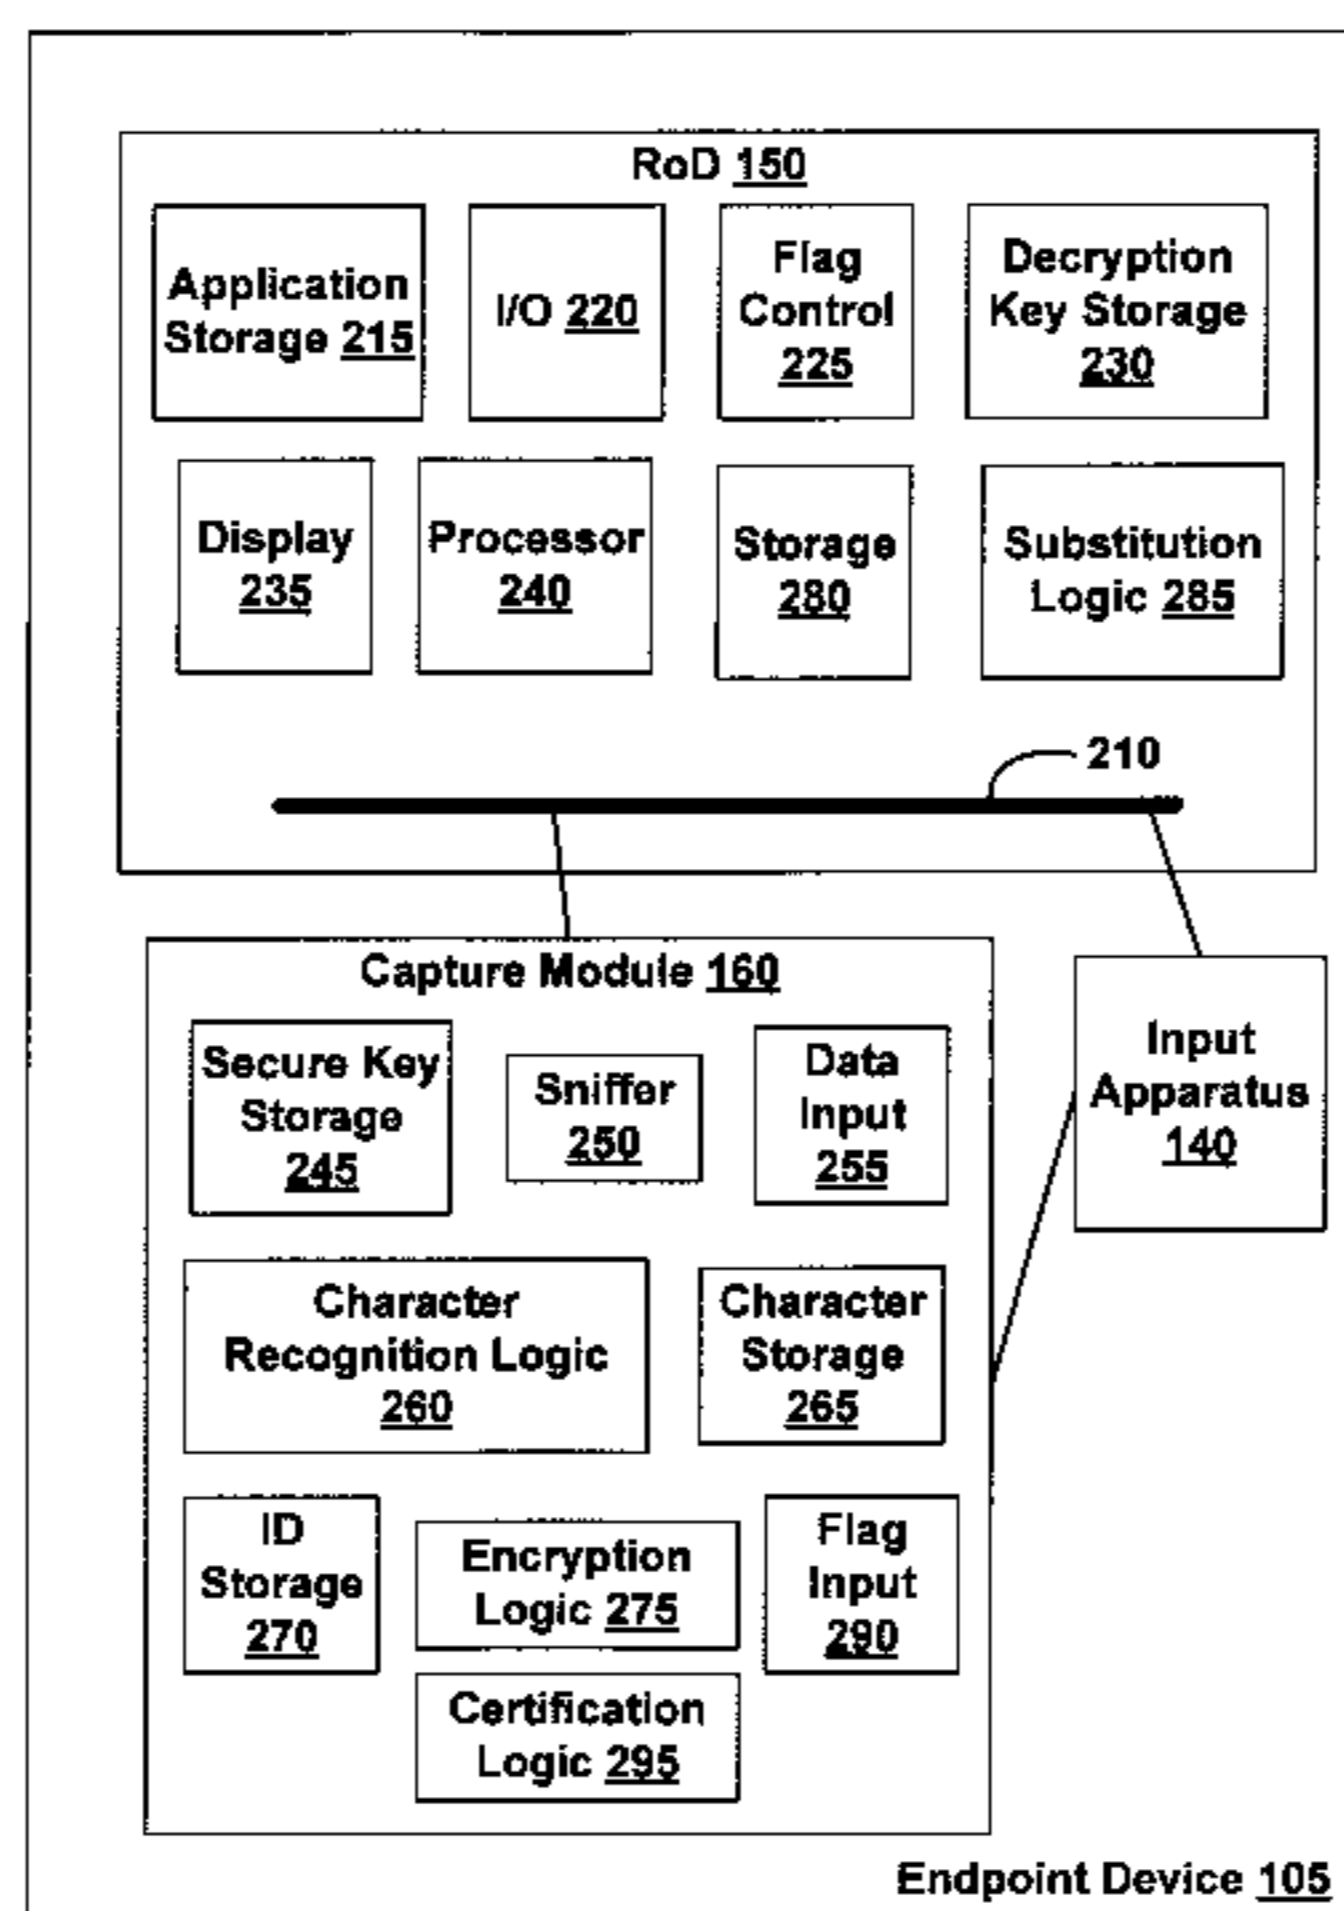 RoD 150
Application
Storage 215
I/O 220
Flag
Control
225
Decryption
Key Storage
230
Display
235
Processor
240
Storage
280
Substitution
Logic 285
210
Capture Module 160
Secure Key
Storage
245
Sniffer
250
Data
Input
255
Input
Apparatus
140
Character
Recognition Logic
260
Character
Storage
265
ID
Storage
270
Encryption
Logic 275
Flag
Input
290
Certification
Logic 295
Endpoint Device 105